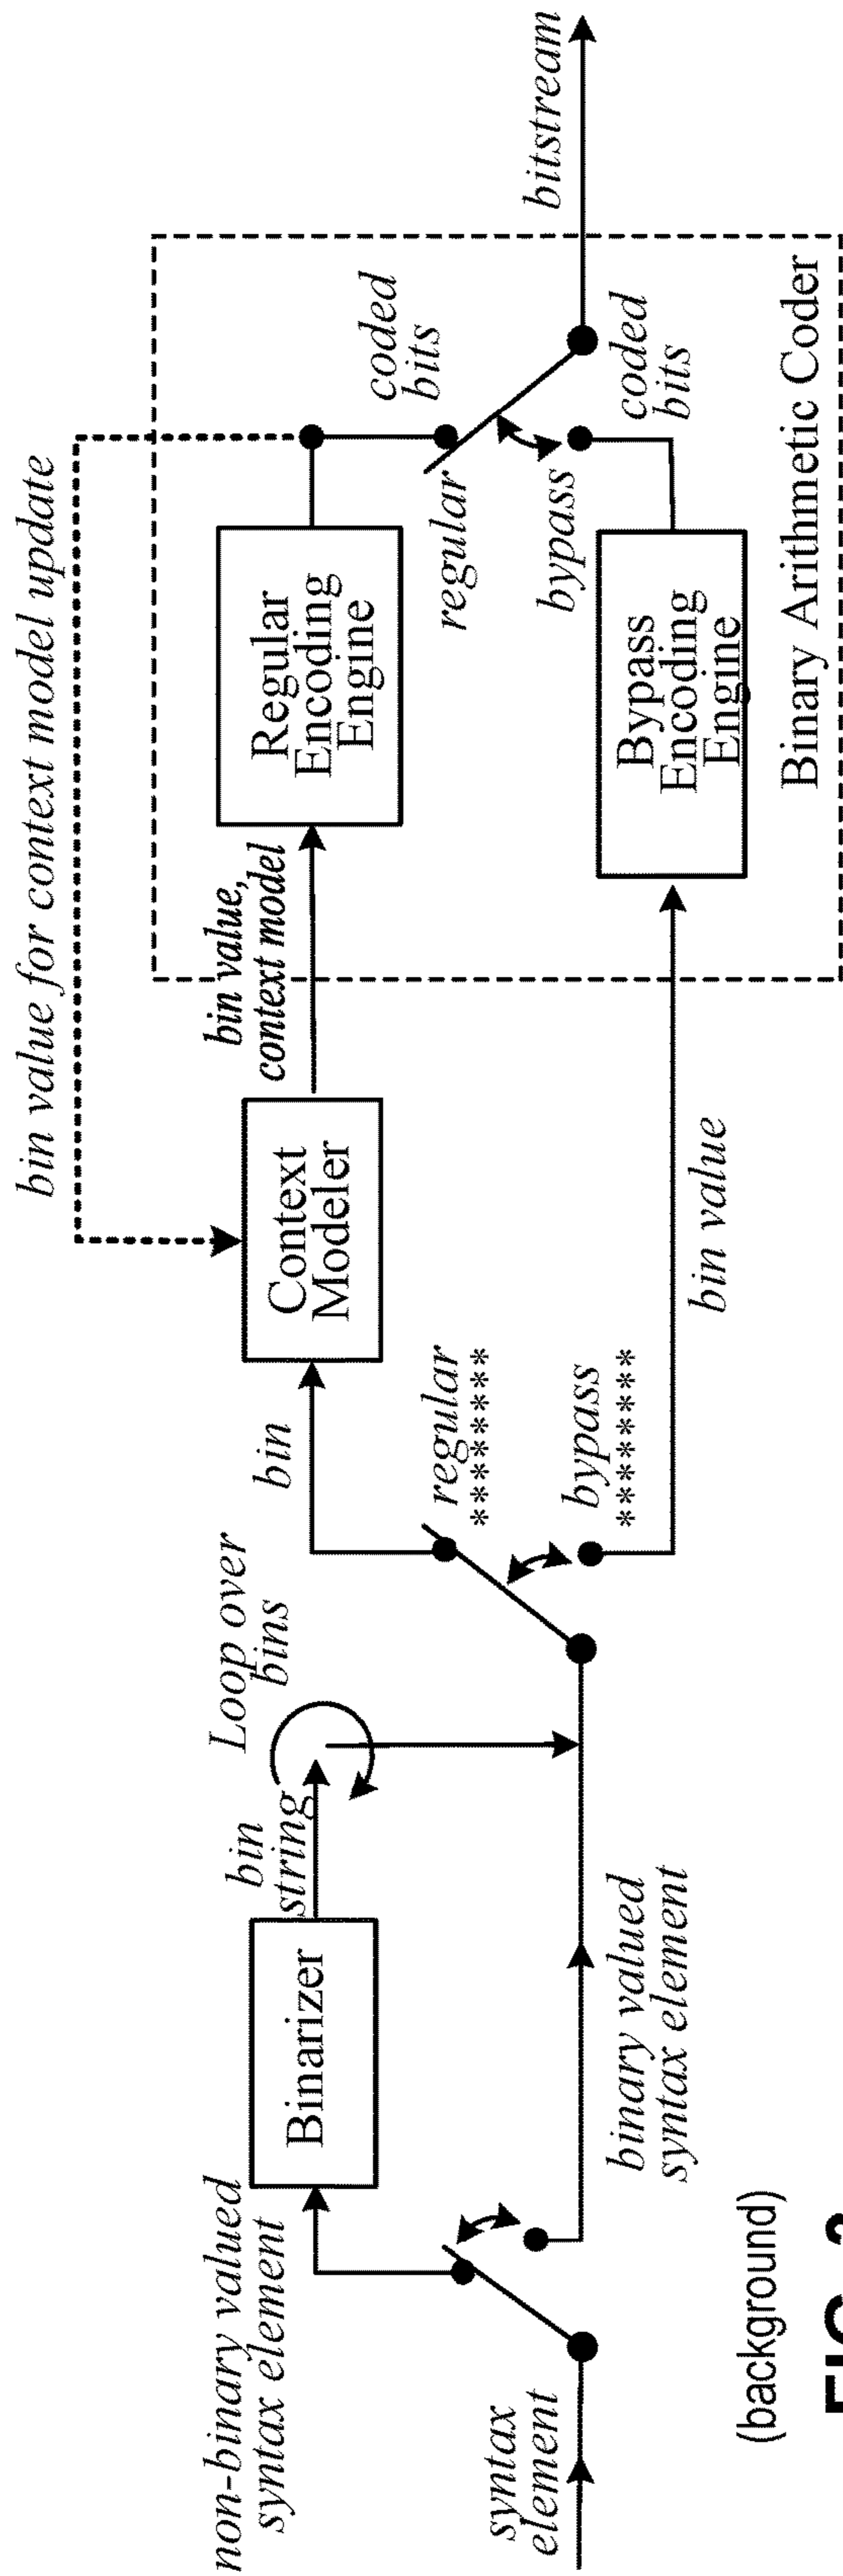 bin value for context model update
non-binary valued
syntax element
Binarizer
bin
string
Loop over
bins
bin
Context
Modeler
bin value,
context model
Regular
Encoding
Engine
coded
bits
regular
*********
regular
bitstream
syntax
element
binary valued
syntax element
bypass
*********
bin value
bypass
Bypass
Encoding
Engine
coded
bits
Binary Arithmetic Coder
(background)